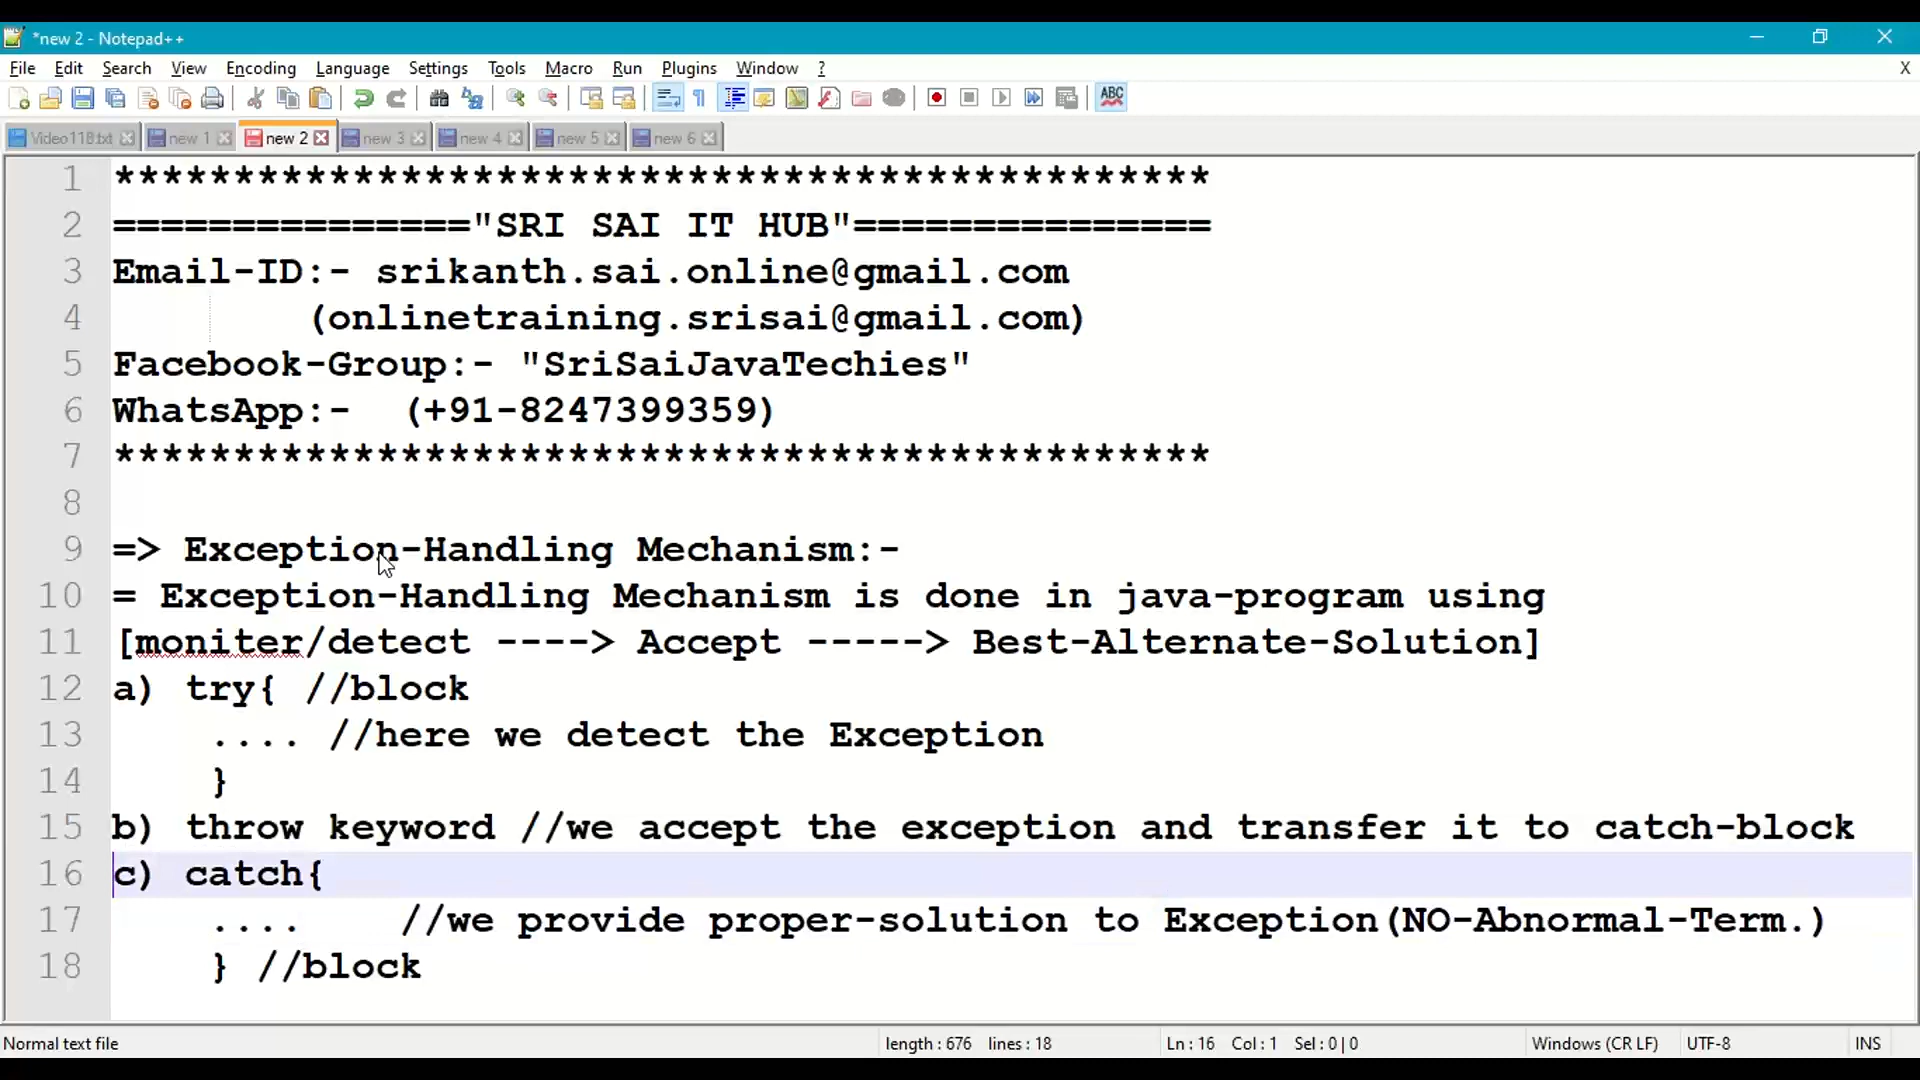 *new 2 - Notepad++
File Edit Search View Encoding Language Settings Tools Macro Run Plugins Window ? X
ABC
Video118.txt new 1 new 2 new 3 new 4 new 5 new 6
1 **********************************************
2 ==============="SRI SAI IT HUB"===============
3 Email-ID:- srikanth.sai.online@gmail.com
4 (onlinetraining.srisai@gmail.com)
5 Facebook-Group:- "SriSaiJavaTechies"
6 WhatsApp:- (+91-8247399359)
7 **********************************************
8
9 => Exception-Handling Mechanism:-
10 = Exception-Handling Mechanism is done in java-program using
11 [moniter/detect ----> Accept -----> Best-Alternate-Solution]
12 a) try{ //block
13 .... //here we detect the Exception
14 }
15 b) throw keyword //we accept the exception and transfer it to catch-block
16 c) catch{
17 .... //we provide proper-solution to Exception(NO-Abnormal-Term.)
18 } //block
Normal text file length : 676 lines : 18 Ln : 16 Col : 1 Sel : 0 | 0 Windows (CR LF) UTF-8 INS